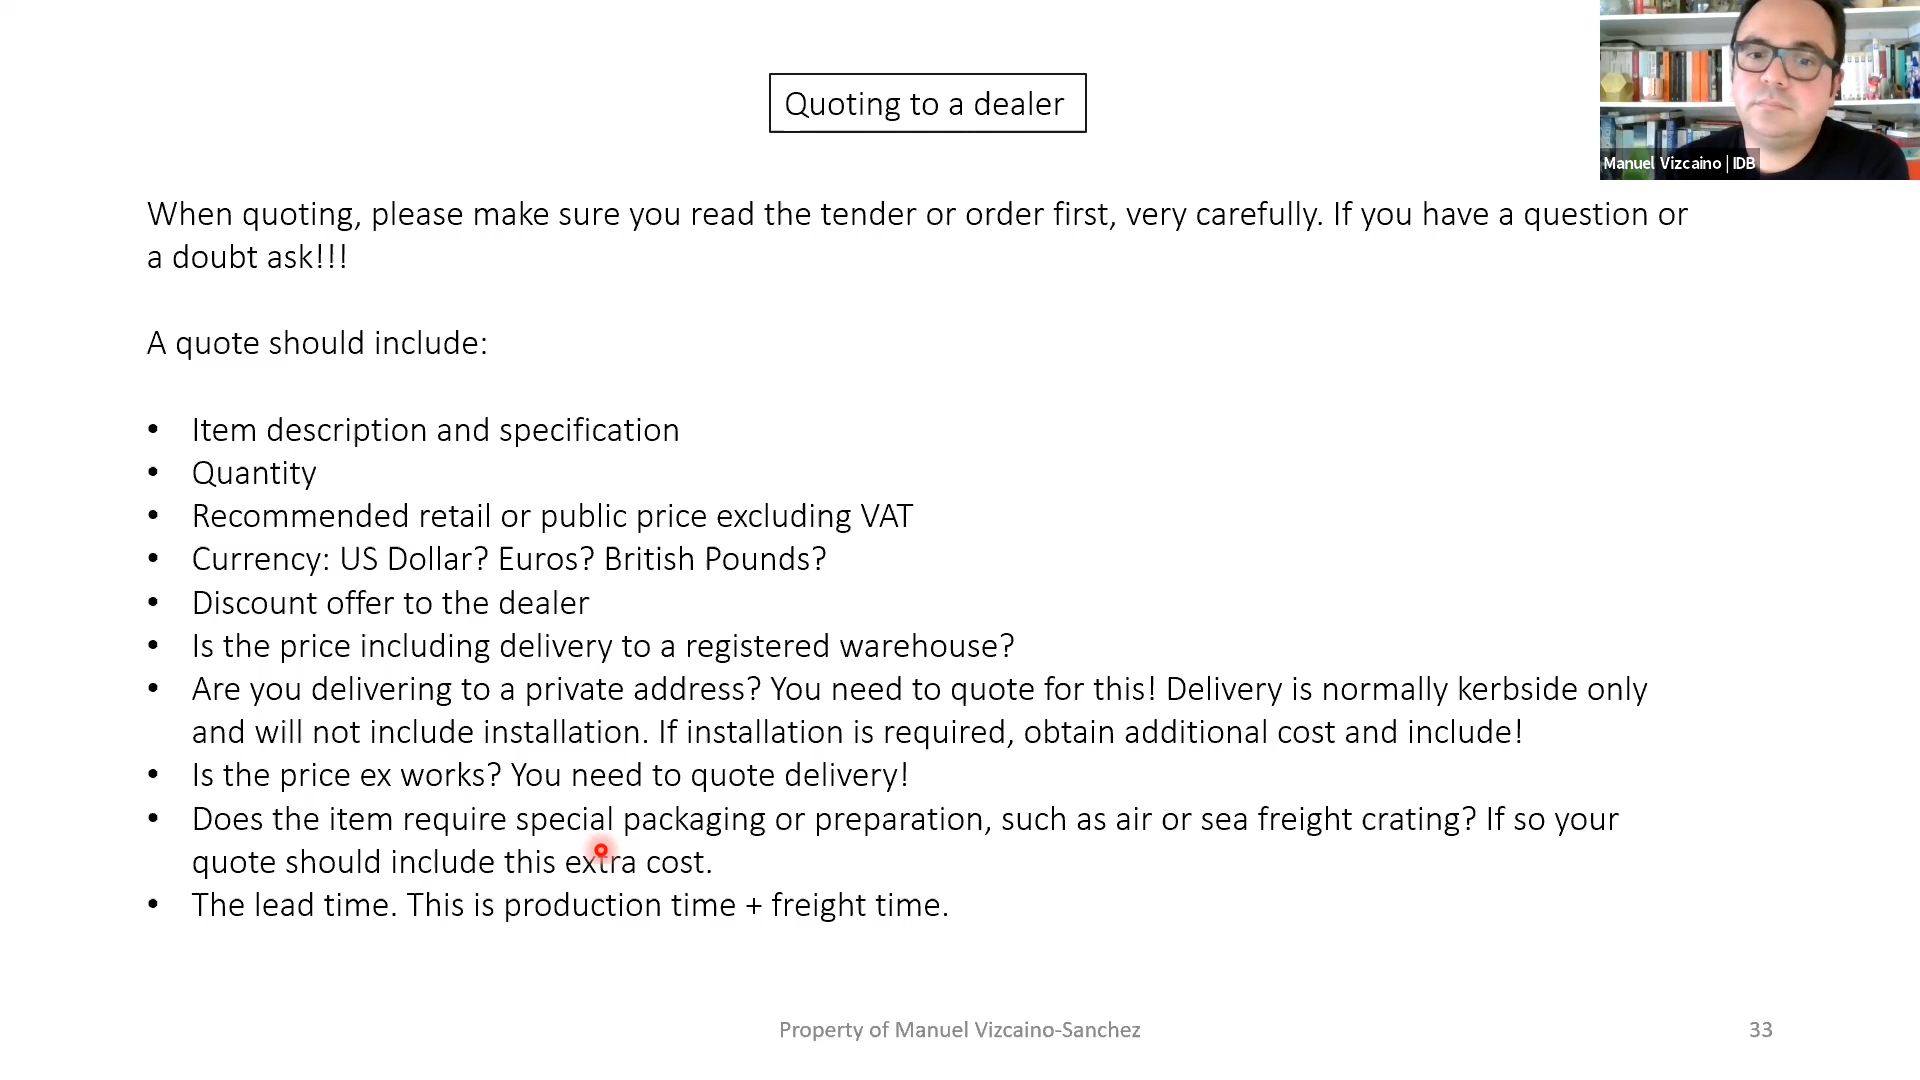 Quoting to a dealer
Manuel Vizcaino | IDB
When quoting, please make sure you read the tender or order first, very carefully. If you have a question or
a doubt ask!!!
A quote should include:
• Item description and specification
• Quantity
• Recommended retail or public price excluding VAT
• Currency: US Dollar? Euros? British Pounds?
• Discount offer to the dealer
• Is the price including delivery to a registered warehouse?
• Are you delivering to a private address? You need to quote for this! Delivery is normally kerbside only
and will not include installation. If installation is required, obtain additional cost and include!
• Is the price ex works? You need to quote delivery!
• Does the item require special packaging or preparation, such as air or sea freight crating? If so your
quote should include this extra cost.
• The lead time. This is production time + freight time.
Property of Manuel Vizcaino-Sanchez
33